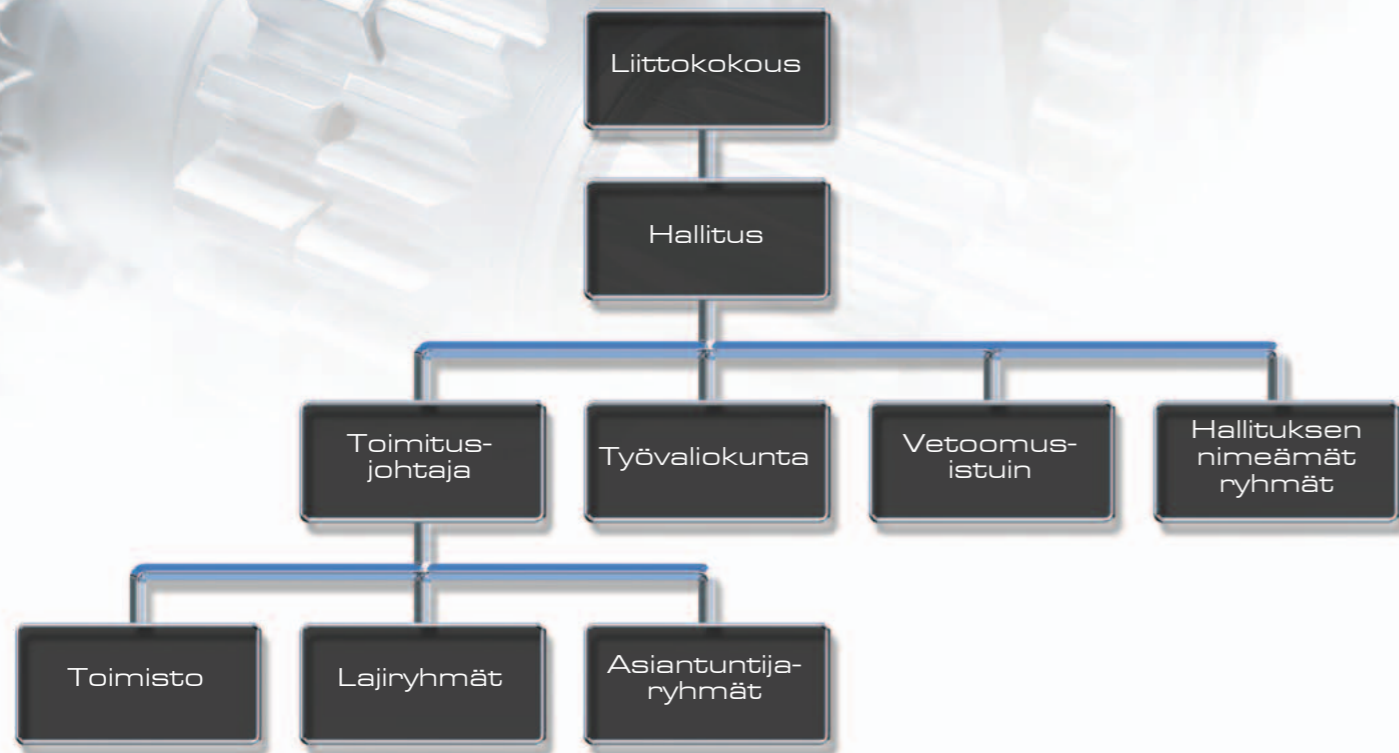 Liittokokous
Hallitus
Toimitus-
johtaja
Työvaliokunta
Vetoomus-
istuin
Hallituksen
nimeämät
ryhmät
Toimisto
Lajiryhmät
Asiantuntija-
ryhmät